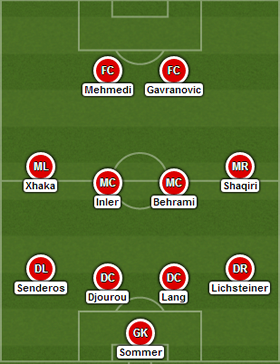 FC FC
Mehmedi Gavranovic
ML MR
Xhaka Shaqiri
MC MC
Inler Behrami
DL DR
Senderos Lichsteiner
DC DC
Djourou Lang
GK
Sommer